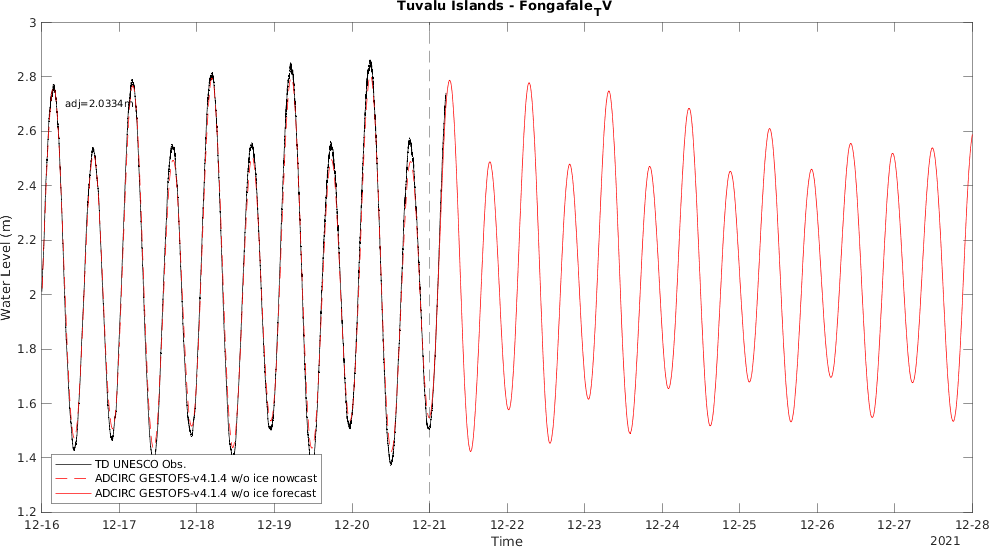 Tuvalu Islands - Fongafale_TV
3
2.8
adj=2.0334m
2.6
2.4
2.2
Water Level (m)
2
1.8
1.6
1.4
TD UNESCO Obs.
ADCIRC GESTOFS-v4.1.4 w/o ice nowcast
ADCIRC GESTOFS-v4.1.4 w/o ice forecast
1.2
12-16 12-17 12-18 12-19 12-20 12-21 12-22 12-23 12-24 12-25 12-26 12-27 12-28
Time
2021